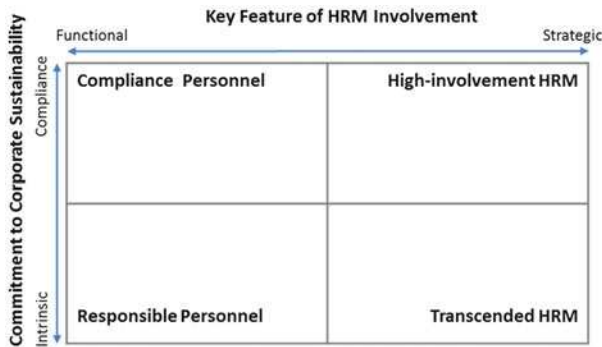 Key Feature of HRM Involvement
Functional
Strategic
Commitment to Corporate Sustainability
Compliance
Intrinsic
Compliance Personnel
High-involvement HRM
Responsible Personnel
Transcended HRM